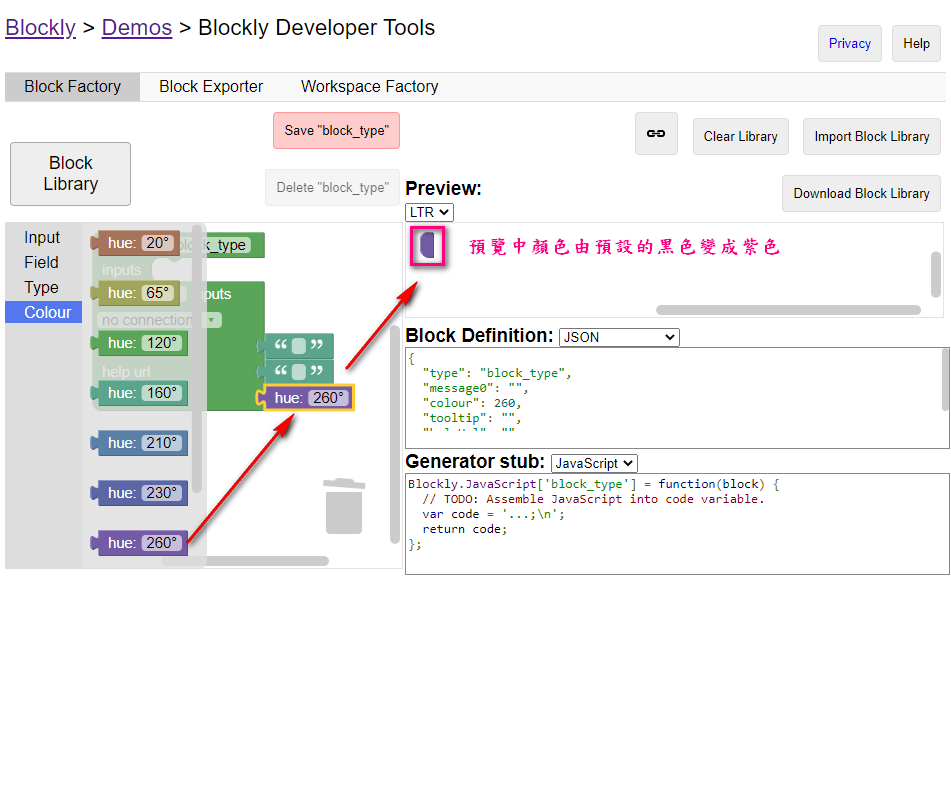 Blockly > Demos > Blockly Developer Tools
Privacy
Help
Block Factory
Block Exporter
Workspace Factory
Block Library
Save "block_type"
Delete "block_type"
Clear Library
Import Block Library
Download Block Library
Preview:
LTR
預覽中顏色由預設的黑色變成紫色
Input
Field
Type
Colour
hue: 20°
hue: 65°
hue: 120°
hue: 160°
hue: 210°
hue: 230°
hue: 260°
inputs
no connection
help url
“ ”
“ ”
hue: 260°
Block Definition: JSON
{
"type": "block_type",
"message0": "",
"colour": 260,
"tooltip": "",
Generator stub: JavaScript
Blockly.JavaScript['block_type'] = function(block) {
// TODO: Assemble JavaScript into code variable.
var code = '...;\n';
return code;
};